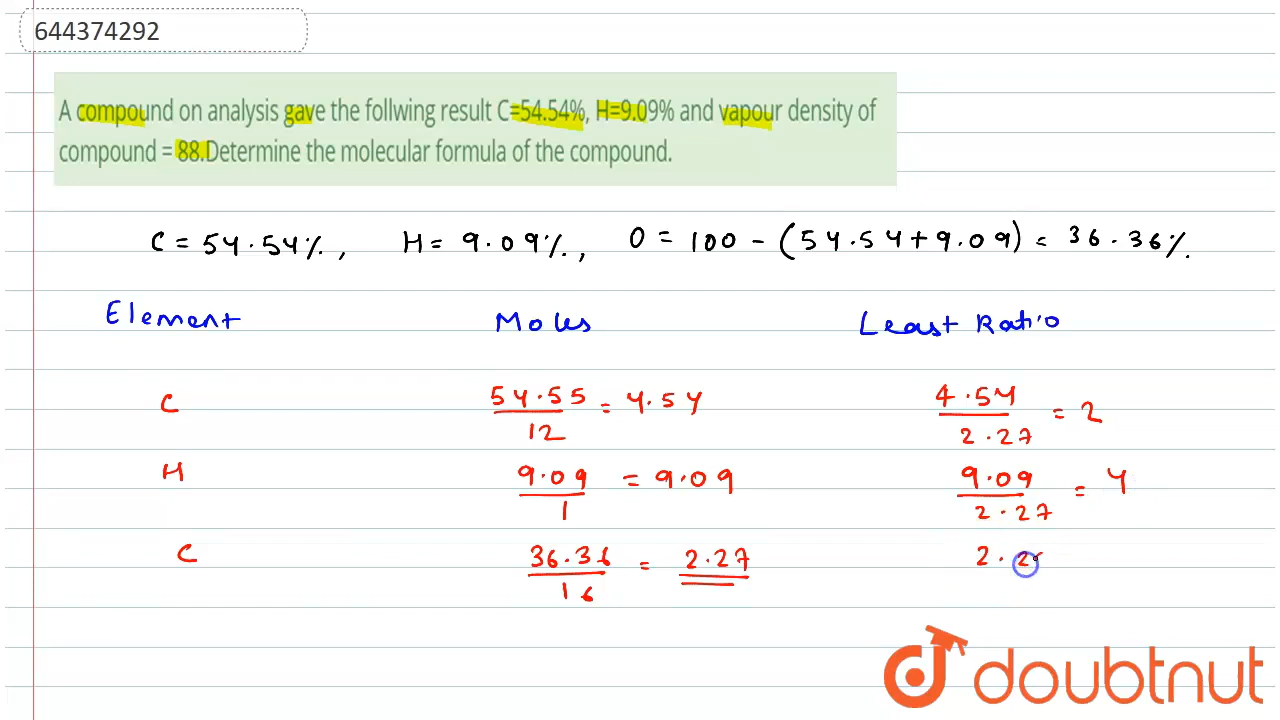 644374292
A compound on analysis gave the follwing result C=54.54%, H=9.09% and vapour density of
compound = 88.Determine the molecular formula of the compound.
C = 54.54%, H = 9.09%, O = 100 - (54.54+9.09) = 36.36%.
Element Moles Least Ratio
C 54.55/12 = 4.54 4.54/2.27 = 2
H 9.09/1 = 9.09 9.09/2.27 = 4
C 36.36/16 = 2.27 2.2
doubtnut